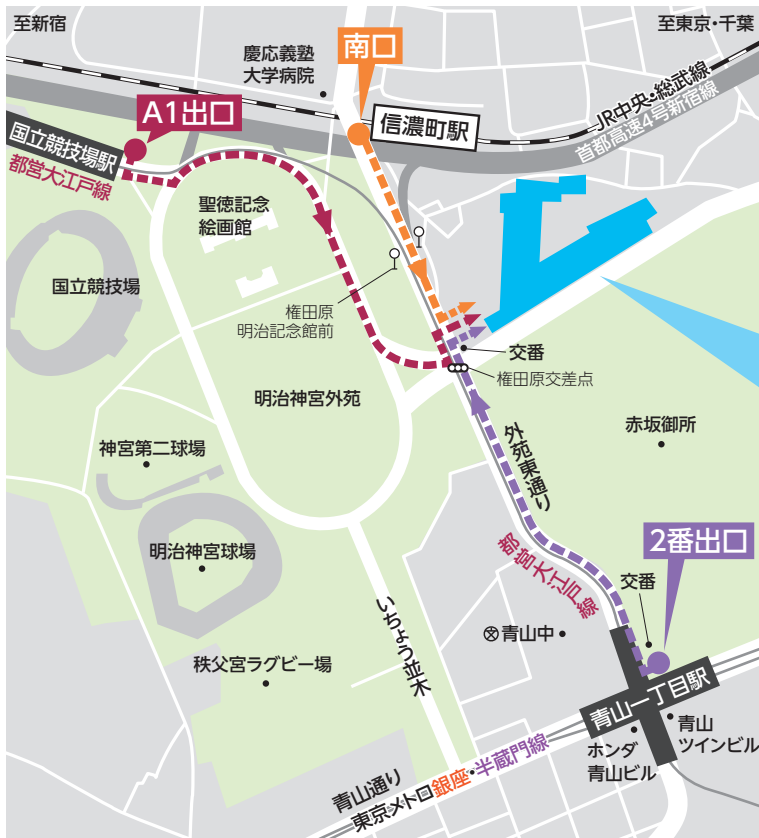 至新宿
至東京・千葉
慶応義塾
大学病院
南口
A1出口
信濃町駅
JR中央・総武線
首都高速4号新宿線
国立競技場駅
都営大江戸線
聖徳記念
絵画館
国立競技場
権田原
明治記念館前
交番
権田原交差点
明治神宮外苑
赤坂御所
外苑東通り
神宮第二球場
2番出口
明治神宮球場
都営大江戸線
交番
いちょう並木
青山中
秩父宮ラグビー場
青山一丁目駅
青山
ツインビル
ホンダ
青山ビル
青山通り
東京メトロ銀座・半蔵門線